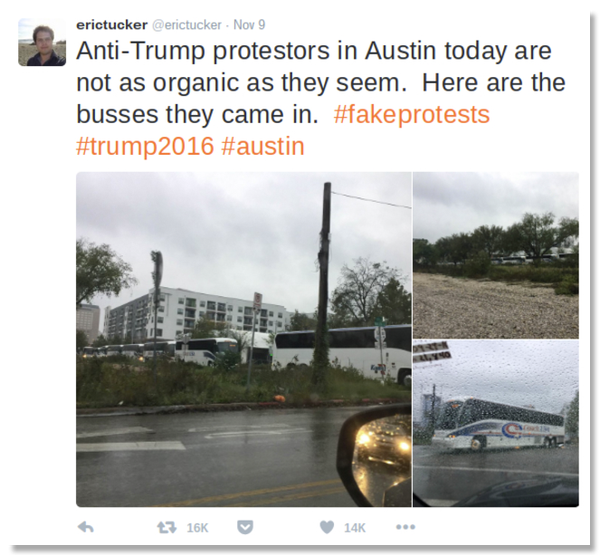 erictucker @erictucker · Nov 9
Anti-Trump protestors in Austin today are
not as organic as they seem.  Here are the
busses they came in.  #fakeprotests
#trump2016 #austin
16K 14K